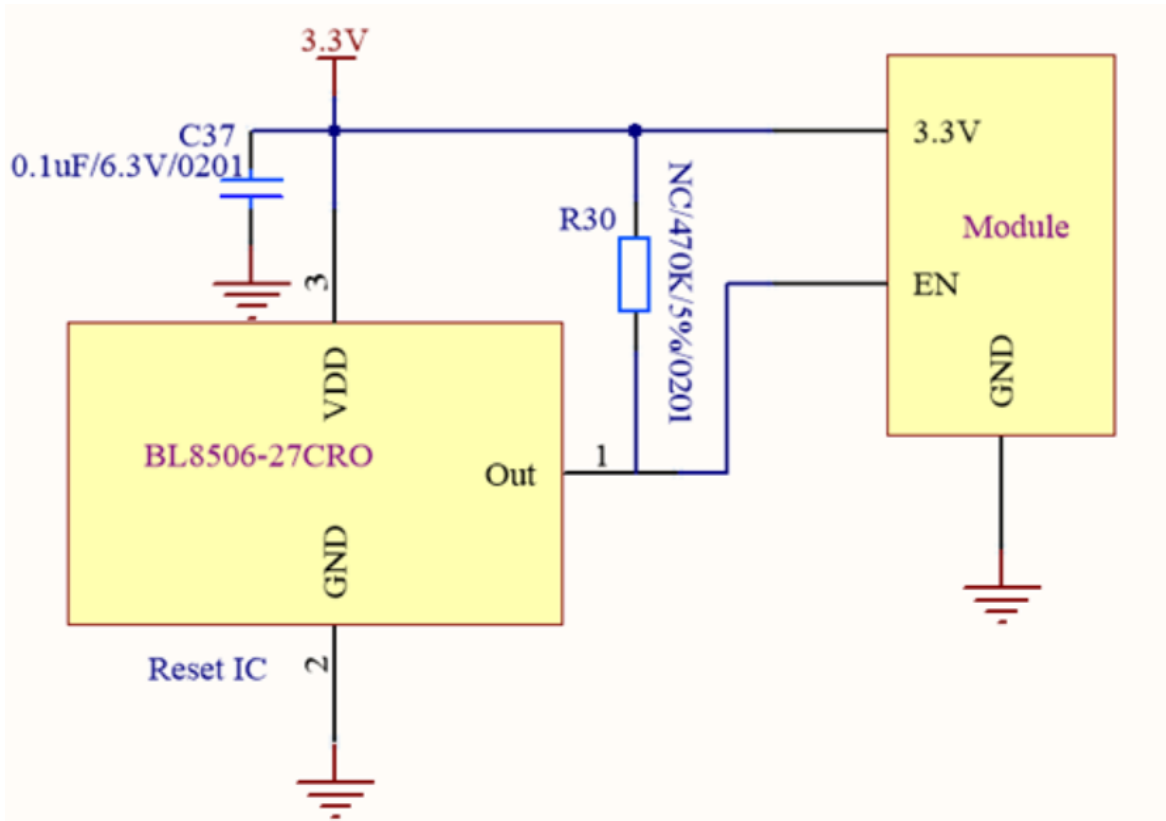 3.3V
C37
0.1uF/6.3V/0201
R30
NC/470K/5%/0201
3.3V
Module
EN
GND
3
VDD
BL8506-27CRO
Out
1
GND
Reset IC
2